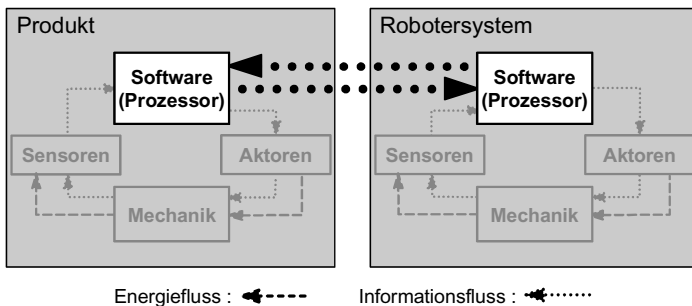 Produkt
Software
(Prozessor)
Sensoren
Aktoren
Mechanik
Robotersystem
Software
(Prozessor)
Sensoren
Aktoren
Mechanik
Energiefluss :
Informationsfluss :